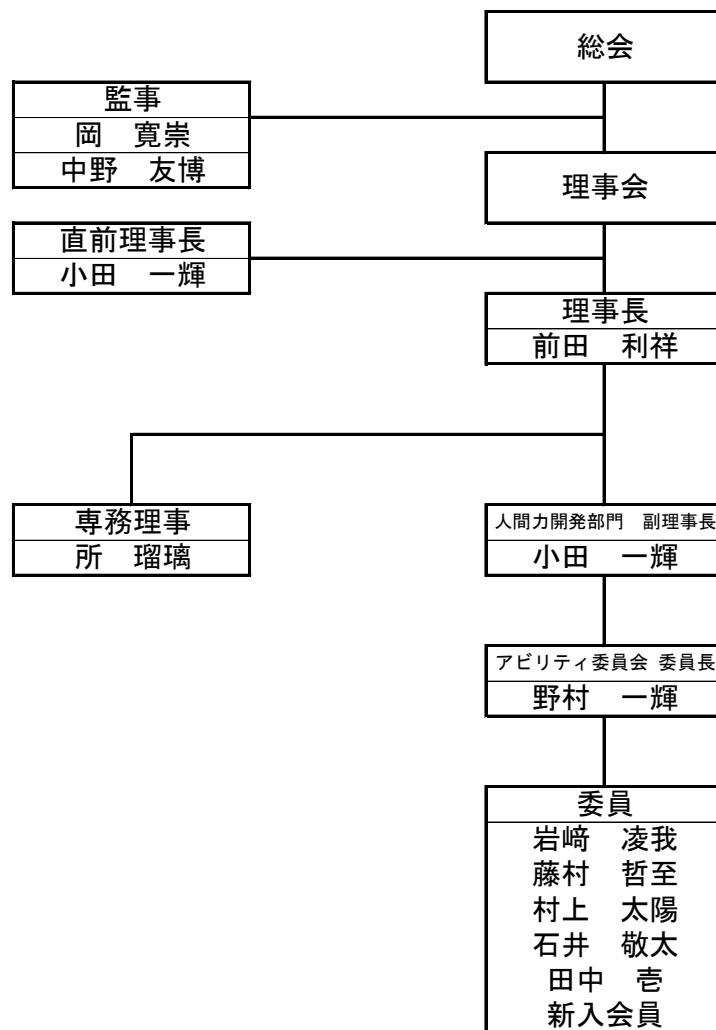 総会
監事
岡　寛崇
中野　友博
理事会
直前理事長
小田　一輝
理事長
前田　利祥
専務理事
所　瑠璃
人間力開発部門　副理事長
小田　一輝
アビリティ委員会 委員長
野村　一輝
委員
岩﨑　凌我
藤村　哲至
村上　太陽
石井　敬太
田中　壱
新入会員